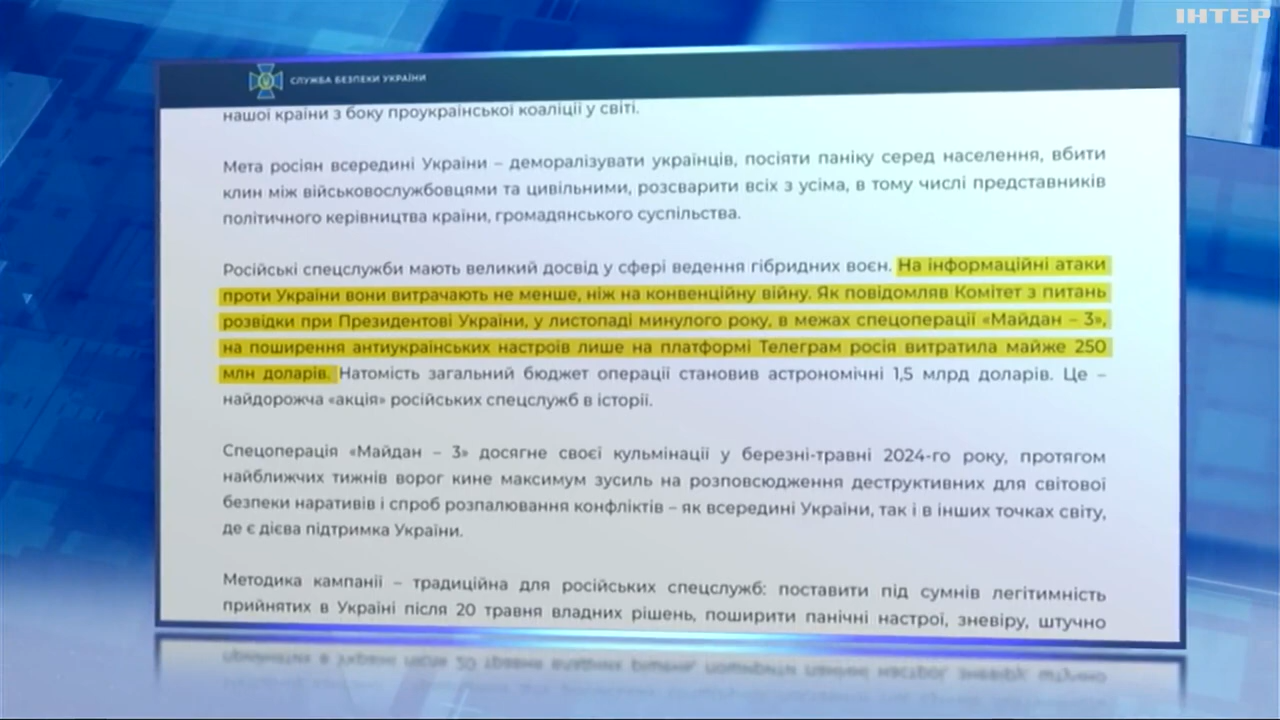 ІНТЕР
СЛУЖБА БЕЗПЕКИ УКРАЇНИ
нашої країни з боку проукраїнської коаліції у світі.
Мета росіян всередині України – деморалізувати українців, посіяти паніку серед населення, вбити
клин між військовослужбовцями та цивільними, розсварити всіх з усіма, в тому числі представників
політичного керівництва країни, громадянського суспільства.
Російські спецслужби мають великий досвід у сфері ведення гібридних воєн. На інформаційні атаки
проти України вони витрачають не менше, ніж на конвенційну війну. Як повідомляв Комітет з питань
розвідки при Президентові України, у листопаді минулого року, в межах спецоперації «Майдан – 3»,
на поширення антиукраїнських настроїв лише на платформі Телеграм росія витратила майже 250
млн доларів. Натомість загальний бюджет операції становив астрономічні 1,5 млрд доларів. Це –
найдорожча «акція» російських спецслужб в історії.
Спецоперація «Майдан – 3» досягне своєї кульмінації у березні-травні 2024-го року, протягом
найближчих тижнів ворог кине максимум зусиль на розповсюдження деструктивних для світової
безпеки наративів і спроб розпалювання конфліктів – як всередині України, так і в інших точках світу,
де є дієва підтримка України.
Методика кампанії – традиційна для російських спецслужб: поставити під сумнів легітимність
прийнятих в Україні після 20 травня владних рішень, поширити панічні настрої, зневіру, штучно